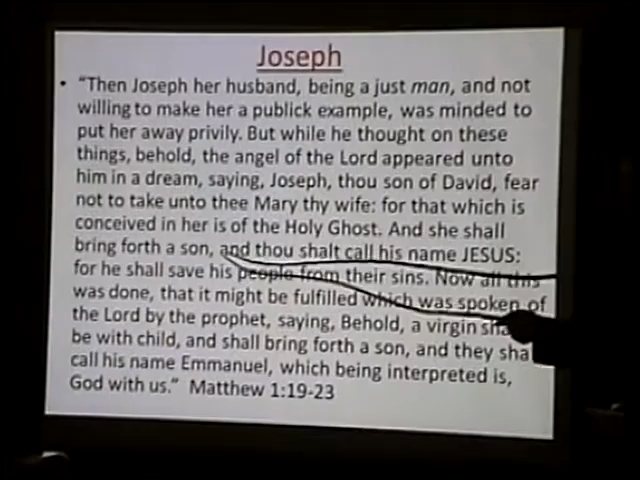 Joseph
• "Then Joseph her husband, being a just man, and not
willing to make her a publick example, was minded to
put her away privily. But while he thought on these
things, behold, the angel of the Lord appeared unto
him in a dream, saying, Joseph, thou son of David, fear
not to take unto thee Mary thy wife: for that which is
conceived in her is of the Holy Ghost. And she shall
bring forth a son, and thou shalt call his name JESUS:
for he shall save his people from their sins. Now all this
was done, that it might be fulfilled which was spoken of
the Lord by the prophet, saying, Behold, a virgin sha
be with child, and shall bring forth a son, and they sha
call his name Emmanuel, which being interpreted is,
God with us." Matthew 1:19-23